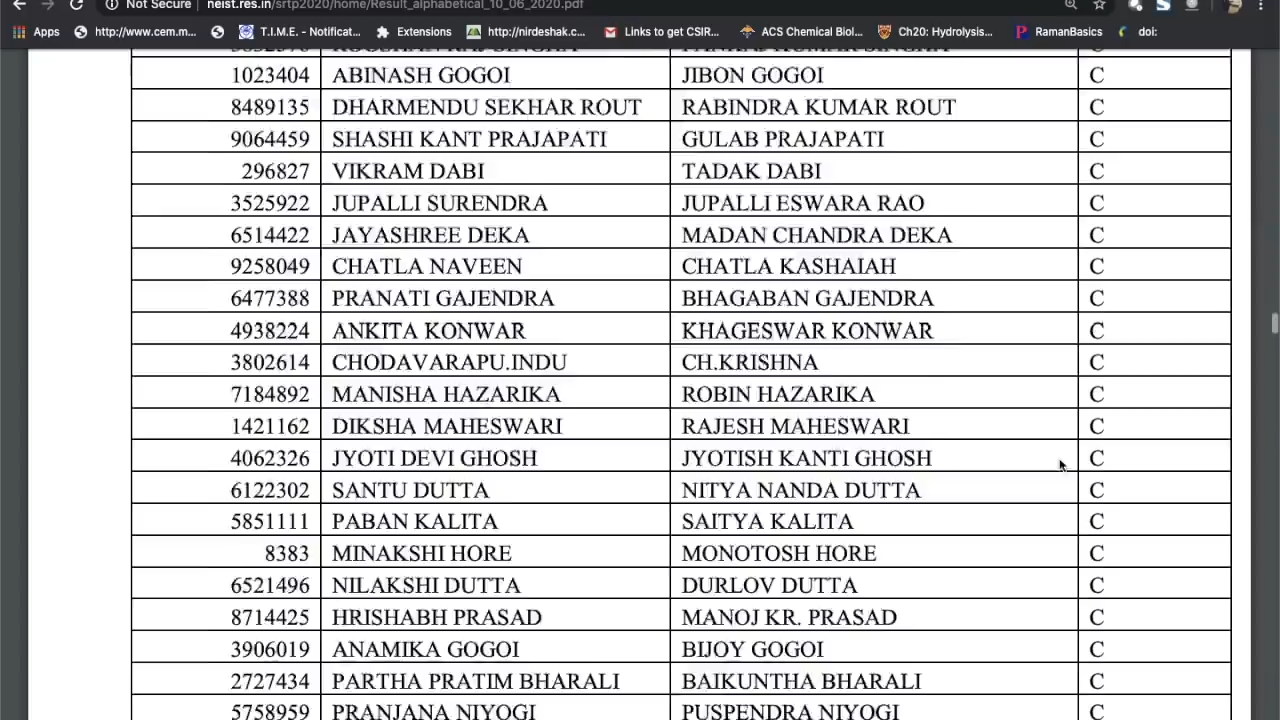 Not Secure neist.res.in/srtp2020/home/Result_alphabetical_10_06_2020.pdf
Apps http://www.cem.m... T.I.M.E. - Notificat... Extensions http://nirdeshak.c... Links to get CSIR... ACS Chemical Biol... Ch20: Hydrolysis... RamanBasics doi:
1023404 ABINASH GOGOI JIBON GOGOI C
8489135 DHARMENDU SEKHAR ROUT RABINDRA KUMAR ROUT C
9064459 SHASHI KANT PRAJAPATI GULAB PRAJAPATI C
296827 VIKRAM DABI TADAK DABI C
3525922 JUPALLI SURENDRA JUPALLI ESWARA RAO C
6514422 JAYASHREE DEKA MADAN CHANDRA DEKA C
9258049 CHATLA NAVEEN CHATLA KASHAIAH C
6477388 PRANATI GAJENDRA BHAGABAN GAJENDRA C
4938224 ANKITA KONWAR KHAGESWAR KONWAR C
3802614 CHODAVARAPU.INDU CH.KRISHNA C
7184892 MANISHA HAZARIKA ROBIN HAZARIKA C
1421162 DIKSHA MAHESWARI RAJESH MAHESWARI C
4062326 JYOTI DEVI GHOSH JYOTISH KANTI GHOSH C
6122302 SANTU DUTTA NITYA NANDA DUTTA C
5851111 PABAN KALITA SAITYA KALITA C
8383 MINAKSHI HORE MONOTOSH HORE C
6521496 NILAKSHI DUTTA DURLOV DUTTA C
8714425 HRISHABH PRASAD MANOJ KR. PRASAD C
3906019 ANAMIKA GOGOI BIJOY GOGOI C
2727434 PARTHA PRATIM BHARALI BAIKUNTHA BHARALI C
5758959 PRANJANA NIYOGI PUSPENDRA NIYOGI C